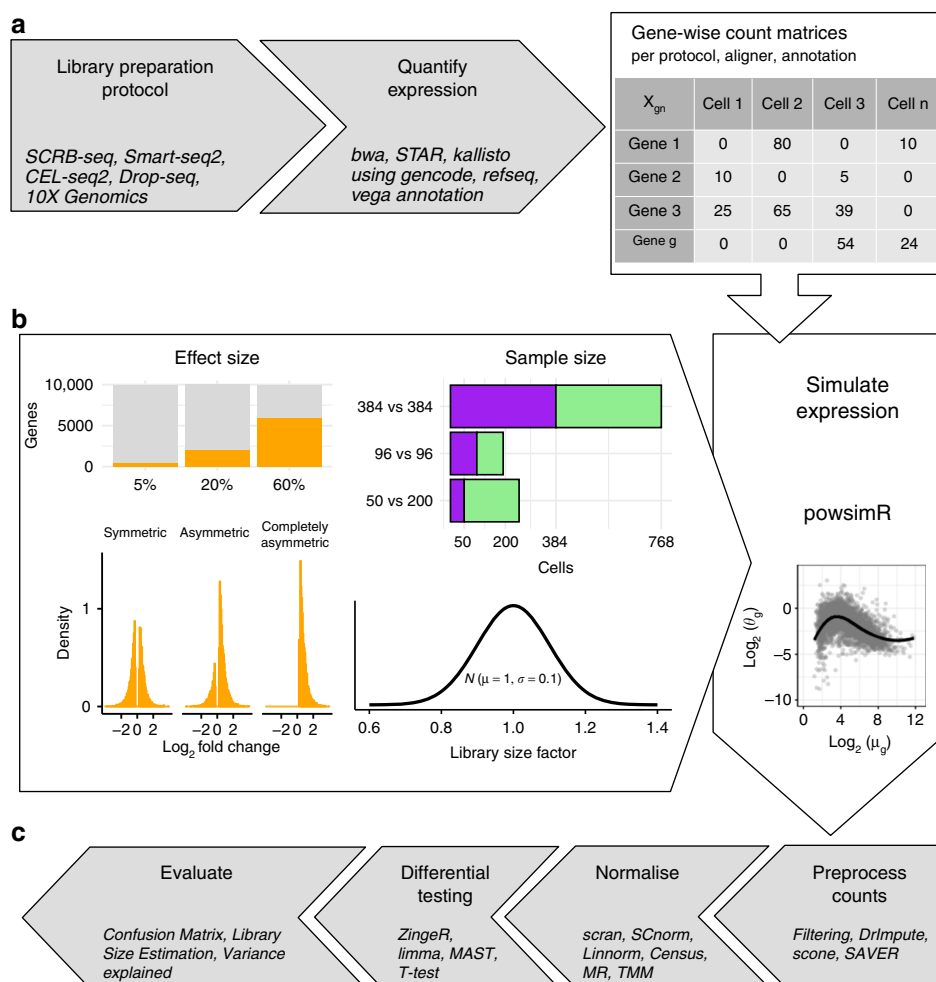 a
Library preparation
protocol
SCRB-seq, Smart-seq2,
CEL-seq2, Drop-seq,
10X Genomics
Quantify
expression
bwa, STAR, kallisto
using gencode, refseq,
vega annotation
Gene-wise count matrices
per protocol, aligner, annotation
Xgn Cell 1 Cell 2 Cell 3 Cell n
Gene 1 0 80 0 10
Gene 2 10 0 5 0
Gene 3 25 65 39 0
Gene g 0 0 54 24
b
Effect size
10,000
5000
0
Genes
5% 20% 60%
Symmetric Asymmetric Completely
asymmetric
1
0
Density
−2 0 2 −2 0 2 −2 0 2
Log2 fold change
Sample size
384 vs 384
96 vs 96
50 vs 200
50 200 384 768
Cells
N (μ = 1, σ = 0.1)
0.6 0.8 1.0 1.2 1.4
Library size factor
Simulate
expression
powsimR
0
−5
−10
Log2 (θg)
0 4 8 12
Log2 (μg)
c
Evaluate
Confusion Matrix, Library
Size Estimation, Variance
explained
Differential
testing
ZingeR,
limma, MAST,
T-test
Normalise
scran, SCnorm,
Linnorm, Census,
MR, TMM
Preprocess
counts
Filtering, DrImpute,
scone, SAVER